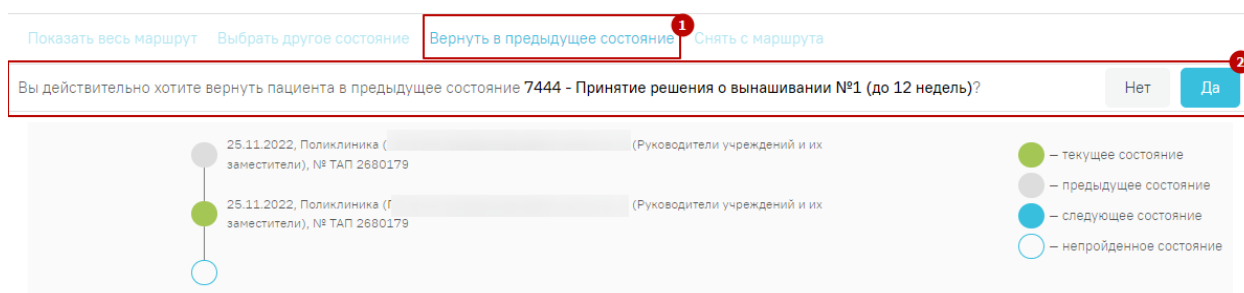 1
Показать весь маршрут Выбрать другое состояние Вернуть в предыдущее состояние Снять с маршрута
2
Вы действительно хотите вернуть пациента в предыдущее состояние 7444 - Принятие решения о вынашивании №1 (до 12 недель)? Нет Да
25.11.2022, Поликлиника ( (Руководители учреждений и их
заместители), № ТАП 2680179
– текущее состояние
– предыдущее состояние
25.11.2022, Поликлиника ( (Руководители учреждений и их
заместители), № ТАП 2680179
– следующее состояние
– непройденное состояние